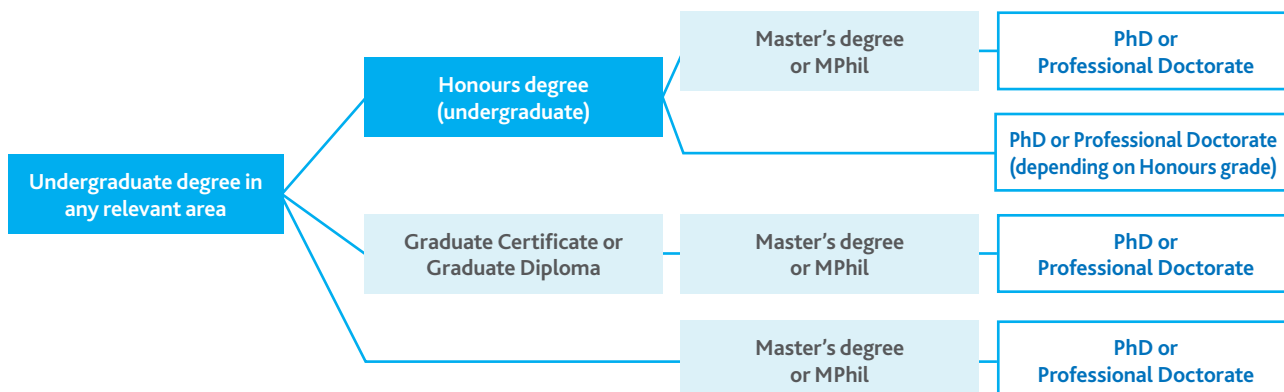 Undergraduate degree in
any relevant area
Honours degree
(undergraduate)
Master’s degree
or MPhil
PhD or
Professional Doctorate
PhD or Professional Doctorate
(depending on Honours grade)
Graduate Certificate or
Graduate Diploma
Master’s degree
or MPhil
PhD or
Professional Doctorate
Master’s degree
or MPhil
PhD or
Professional Doctorate